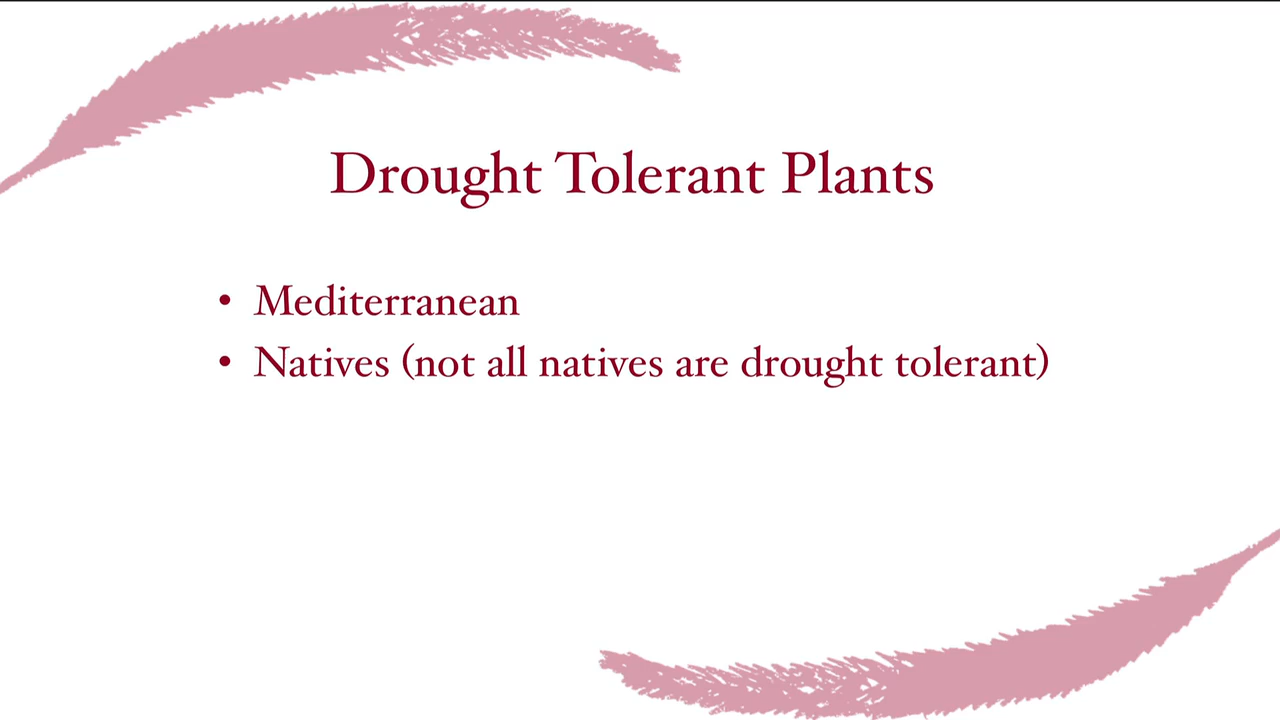 Drought Tolerant Plants
• Mediterranean
• Natives (not all natives are drought tolerant)